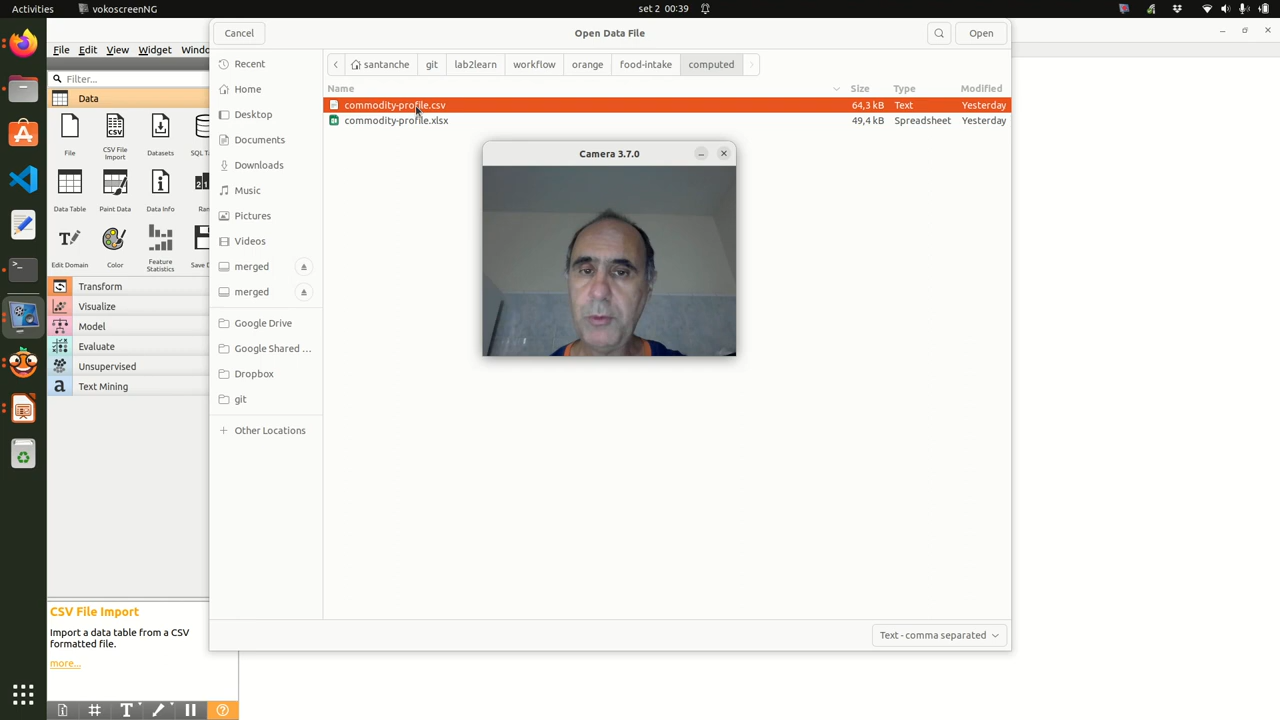 Activities
vokoscreenNG
set 2 00:39
Cancel
Open Data File
Open
File Edit View Widget Windo
Filter...
Data
File
CSV File Import
Datasets
SQL Ta
Data Table
Paint Data
Data Info
Ran
Edit Domain
Color
Feature Statistics
Save D
Transform
Visualize
Model
Evaluate
Unsupervised
Text Mining
CSV File Import
Import a data table from a CSV
formatted file.
more...
Recent
Home
Desktop
Documents
Downloads
Music
Pictures
Videos
merged
merged
Google Drive
Google Shared ...
Dropbox
git
Other Locations
santanche git lab2learn workflow orange food-intake computed
Name Size Type Modified
commodity-profile.csv 64,3 kB Text Yesterday
commodity-profile.xlsx 49,4 kB Spreadsheet Yesterday
Camera 3.7.0
Text - comma separated